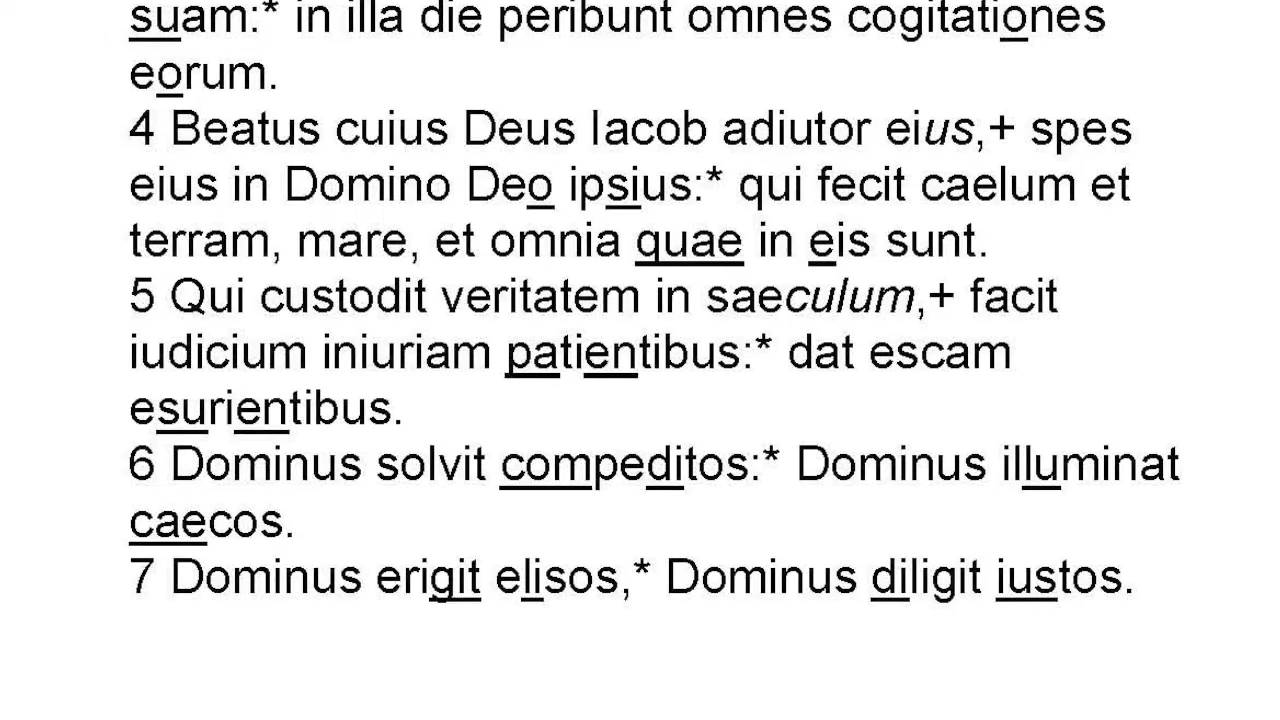 suam:* in illa die peribunt omnes cogitationes
eorum.
4 Beatus cuius Deus Iacob adiutor eius,+ spes
eius in Domino Deo ipsius:* qui fecit caelum et
terram, mare, et omnia quae in eis sunt.
5 Qui custodit veritatem in saeculum,+ facit
iudicium iniuriam patientibus:* dat escam
esurientibus.
6 Dominus solvit compeditos:* Dominus illuminat
caecos.
7 Dominus erigit elisos,* Dominus diligit iustos.